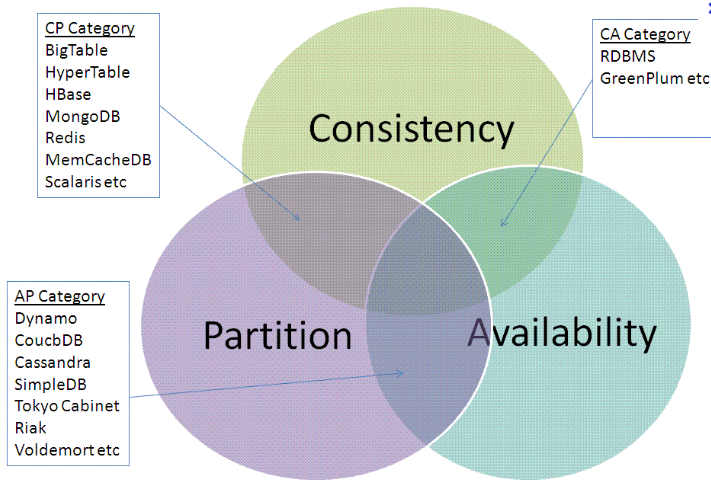 CP Category
BigTable
HyperTable
HBase
MongoDB
Redis
MemCacheDB
Scalaris etc
CA Category
RDBMS
GreenPlum etc
Consistency
AP Category
Dynamo
CoucbDB
Cassandra
SimpleDB
Tokyo Cabinet
Riak
Voldemort etc
Partition
Availability